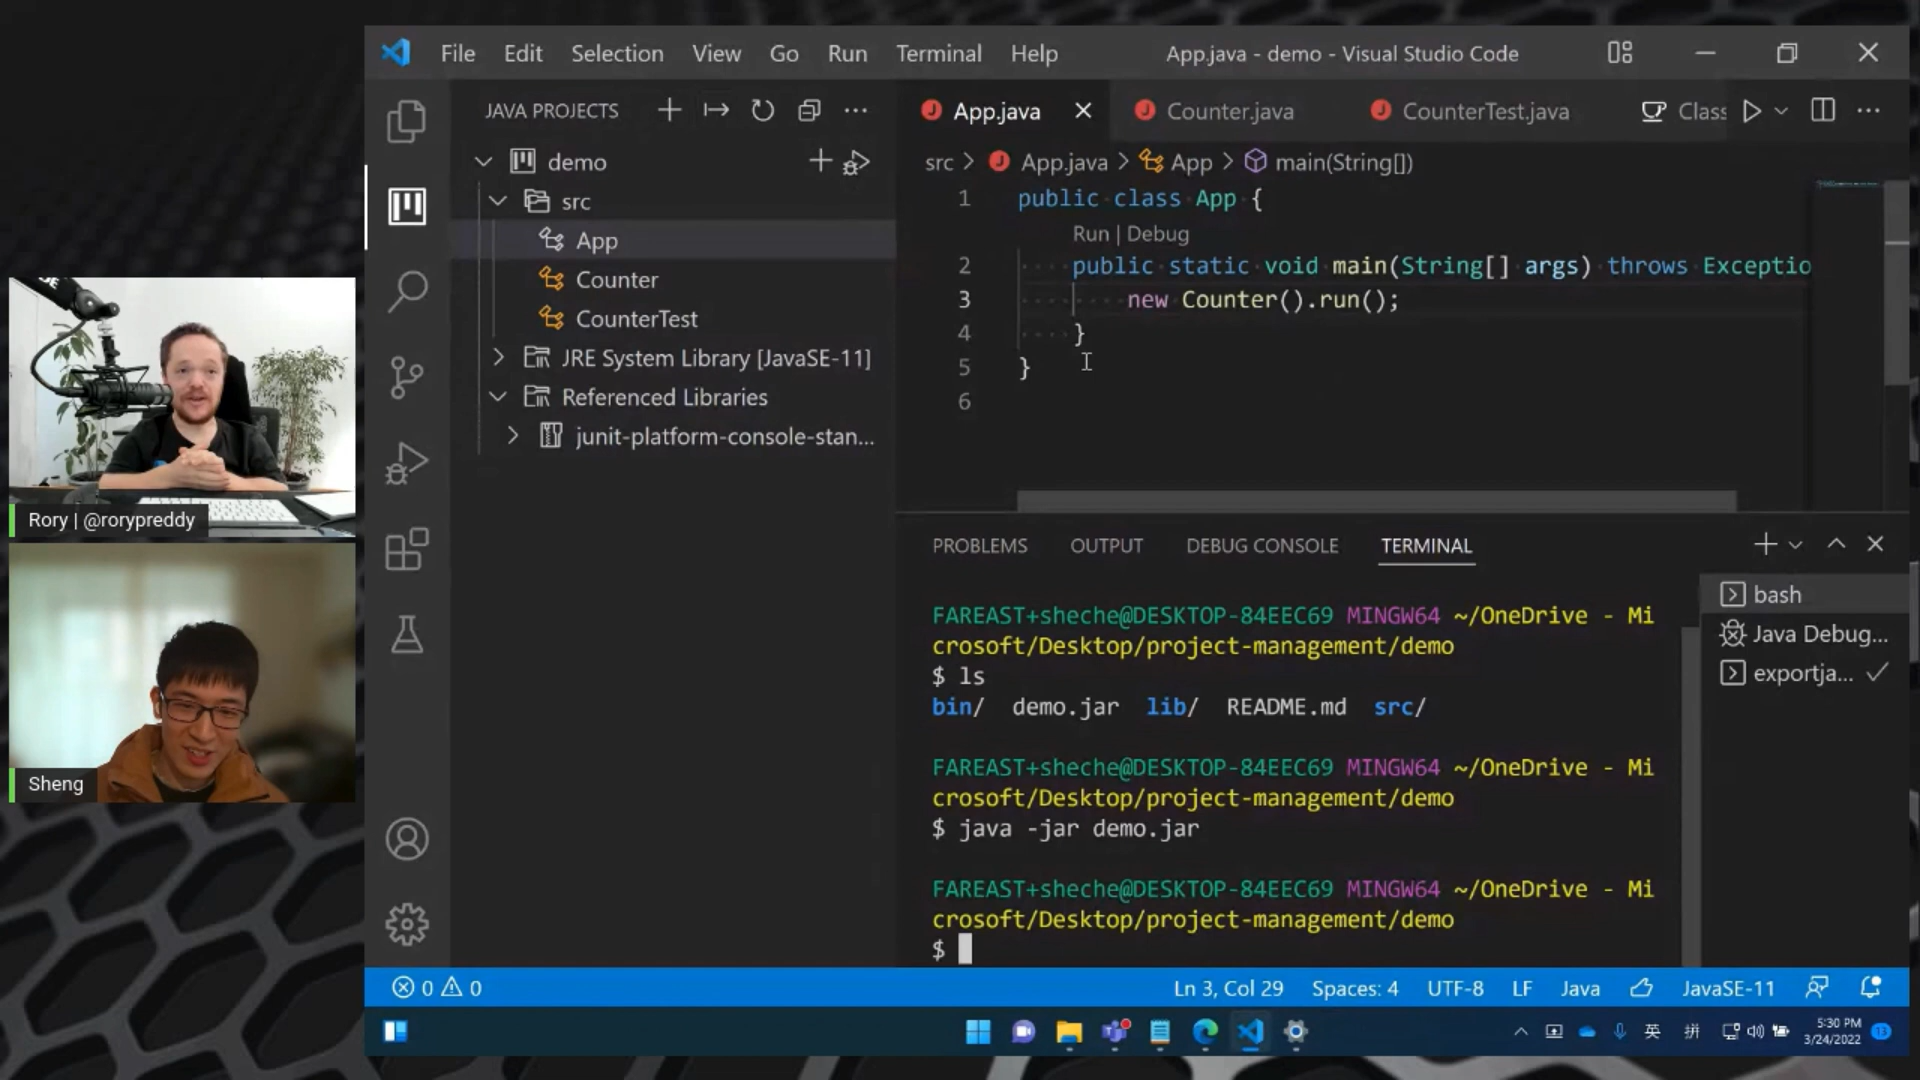 File Edit Selection View Go Run Terminal Help App.java - demo - Visual Studio Code
JAVA PROJECTS
App.java Counter.java CounterTest.java Class
demo
src > App.java > App > main(String[])
src
App
Counter
CounterTest
JRE System Library [JavaSE-11]
Referenced Libraries
junit-platform-console-stan...
1 public class App {
Run | Debug
2 public static void main(String[] args) throws Exceptio
3 new Counter().run();
4 }
5 }
6
PROBLEMS OUTPUT DEBUG CONSOLE TERMINAL
FAREAST+sheche@DESKTOP-84EEC69 MINGW64 ~/OneDrive - Mi
crosoft/Desktop/project-management/demo
$ ls
bin/ demo.jar lib/ README.md src/
FAREAST+sheche@DESKTOP-84EEC69 MINGW64 ~/OneDrive - Mi
crosoft/Desktop/project-management/demo
$ java -jar demo.jar
FAREAST+sheche@DESKTOP-84EEC69 MINGW64 ~/OneDrive - Mi
crosoft/Desktop/project-management/demo
$
bash
Java Debug...
exportja...
Rory | @rorypreddy
Sheng
0 0
Ln 3, Col 29 Spaces: 4 UTF-8 LF Java JavaSE-11
英 拼
5:30 PM
3/24/2022
13